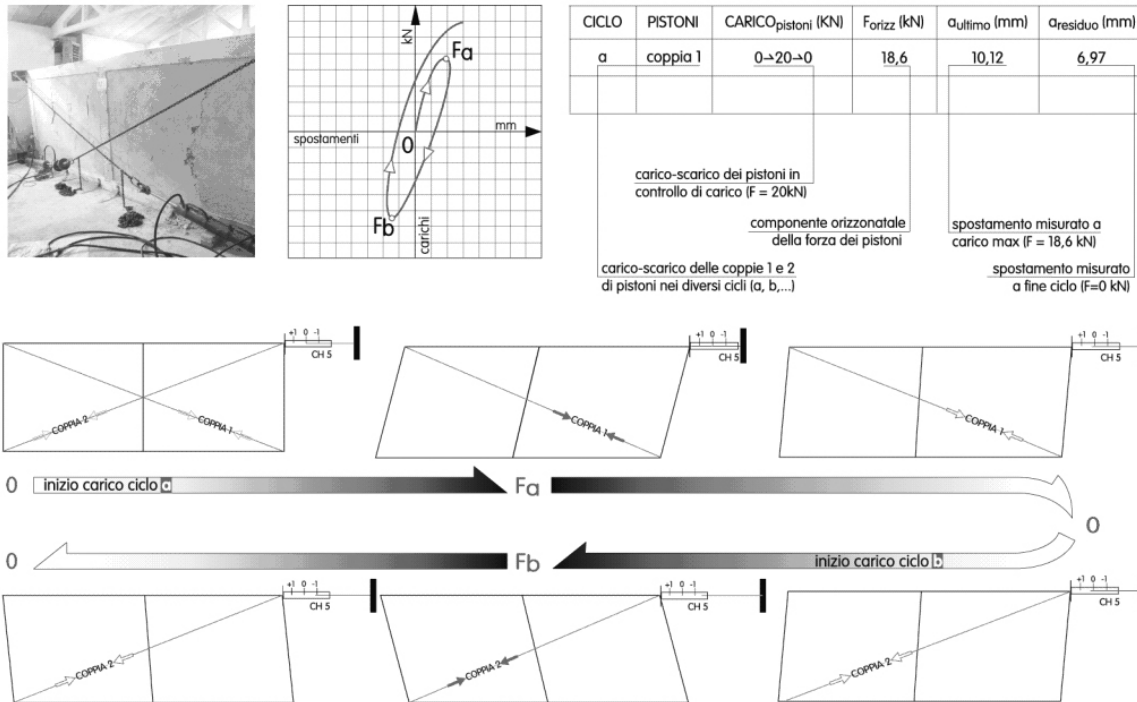 kN
Fa
mm
spostamenti
0
Fb
carichi
CICLO PISTONI CARICOpistoni (KN) Forizz (kN) aultimo (mm) aresiduo (mm)
a coppia 1 0⇀20⇀0 18,6 10,12 6,97
carico-scarico dei pistoni in
controllo di carico (F = 20kN)
componente orizzonatale
della forza dei pistoni
spostamento misurato a
carico max (F = 18,6 kN)
carico-scarico delle coppie 1 e 2
di pistoni nei diversi cicli (a, b,...)
spostamento misurato
a fine ciclo (F=0 kN)
+1 0 -1
CH 5
COPPIA 2
COPPIA 1
+1 0 -1
CH 5
COPPIA 1
+1 0 -1
CH 5
COPPIA 1
0 inizio carico ciclo a Fa
0
0 Fb inizio carico ciclo b
+1 0 -1
CH 5
COPPIA 2
+1 0 -1
CH 5
COPPIA 2
+1 0 -1
CH 5
COPPIA 2